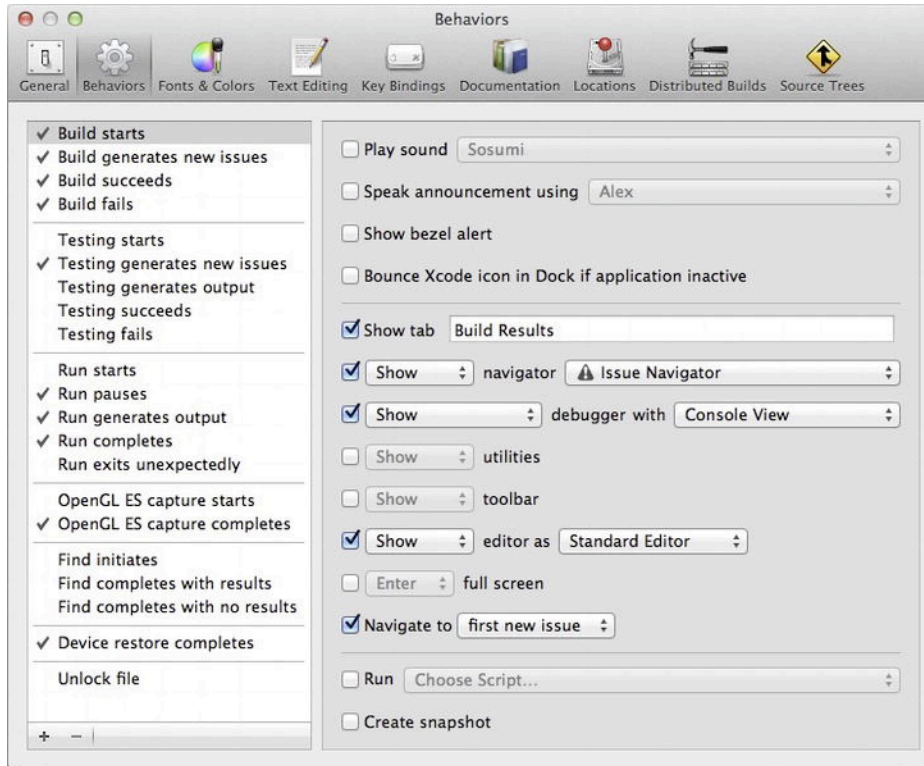 Behaviors
General Behaviors Fonts & Colors Text Editing Key Bindings Documentation Locations Distributed Builds Source Trees
✓ Build starts
✓ Build generates new issues
✓ Build succeeds
✓ Build fails
Testing starts
✓ Testing generates new issues
Testing generates output
Testing succeeds
Testing fails
Run starts
✓ Run pauses
✓ Run generates output
✓ Run completes
Run exits unexpectedly
OpenGL ES capture starts
✓ OpenGL ES capture completes
Find initiates
Find completes with results
Find completes with no results
✓ Device restore completes
Unlock file
+ −
Play sound Sosumi
Speak announcement using Alex
Show bezel alert
Bounce Xcode icon in Dock if application inactive
Show tab Build Results
Show navigator Issue Navigator
Show debugger with Console View
Show utilities
Show toolbar
Show editor as Standard Editor
Enter full screen
Navigate to first new issue
Run Choose Script...
Create snapshot